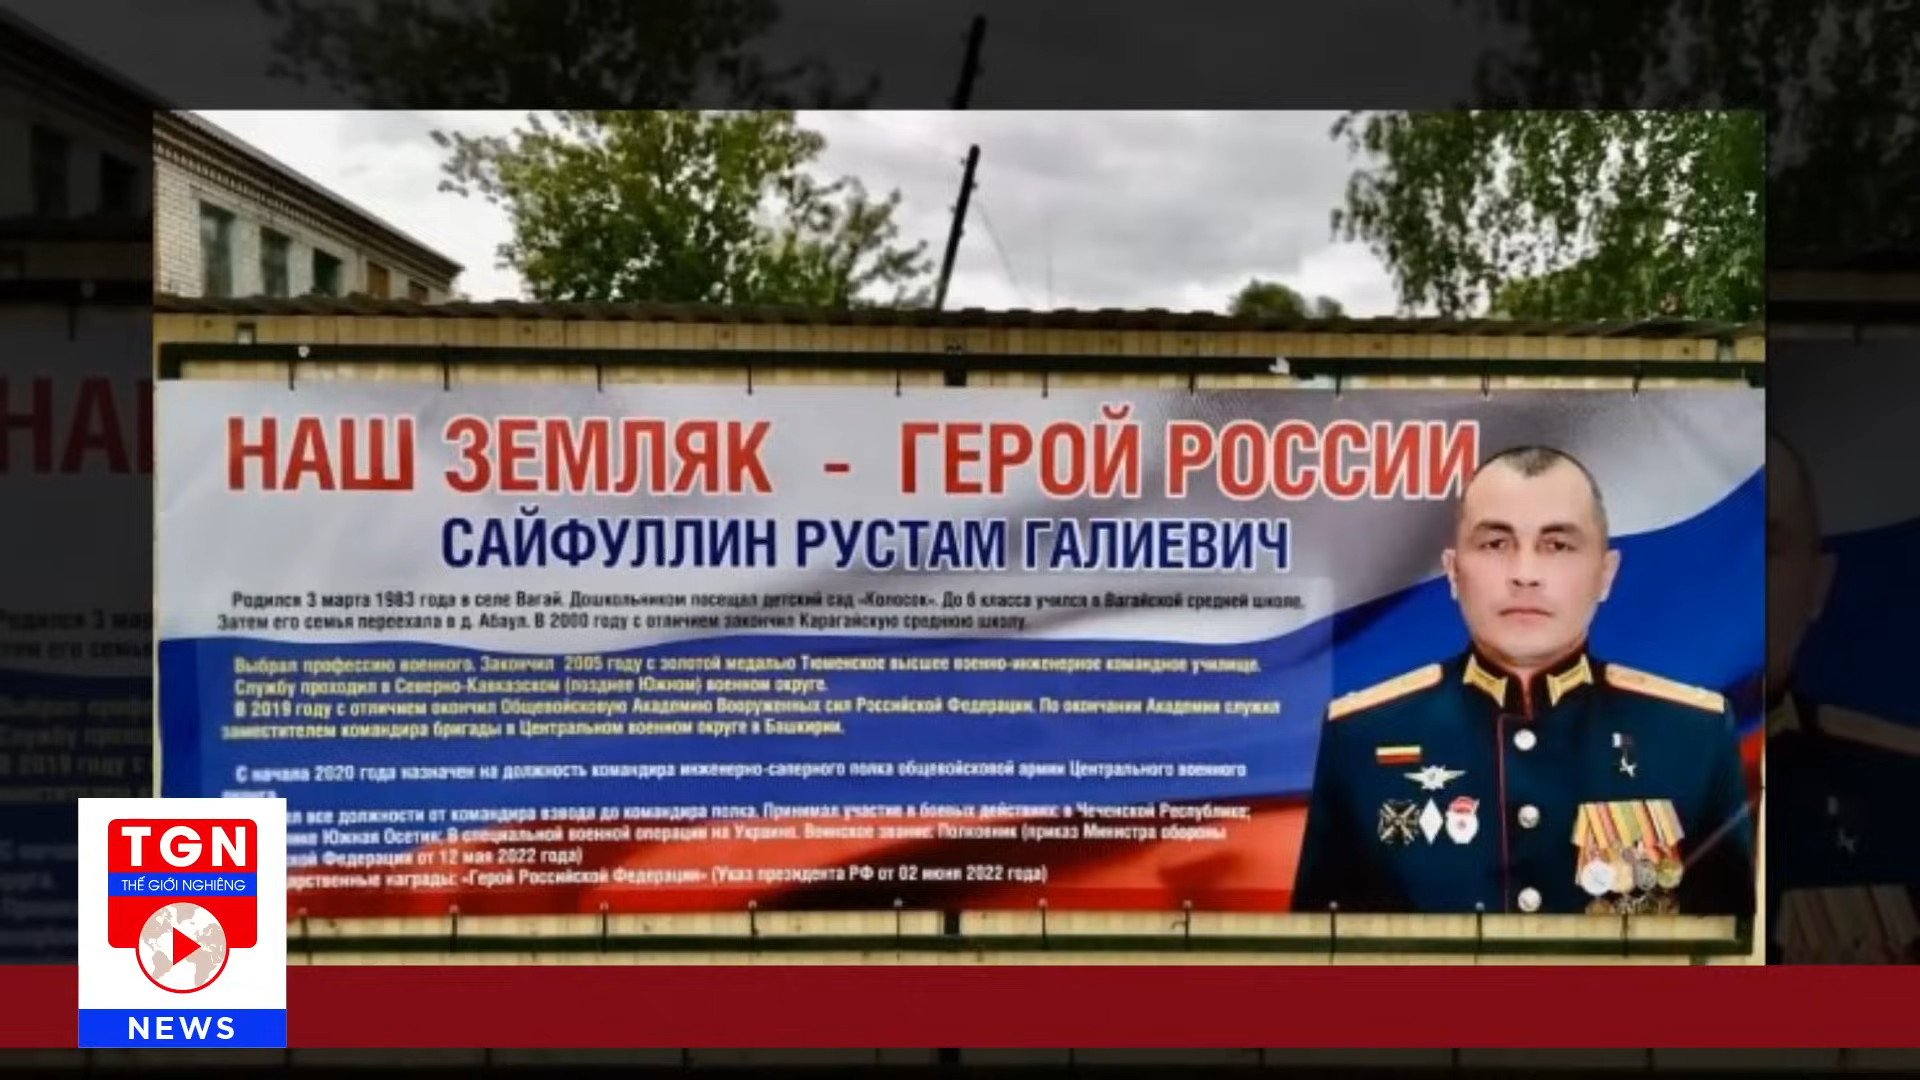 НАШ ЗЕМЛЯК - ГЕРОЙ РОССИИ
САЙФУЛЛИН РУСТАМ ГАЛИЕВИЧ
Родился 3 марта 1983 года в селе Вагай. Дошкольником посещал детский сад «Колосок». До 6 класса учился в Вагайской средней школе.
Затем его семья переехала в д. Абаул. В 2000 году с отличием закончил Карагайскую среднюю школу.
Выбрал профессию военного. Закончил 2005 году с золотой медалью Тюменское высшее военно-инженерное командное училище.
Службу проходил в Северно-Кавказском (позднее Южном) военном округе.
В 2019 году с отличием окончил Общевойсковую Академию Вооруженных сил Российской Федерации. По окончании Академии служил
заместителем командира бригады в Центральном военном округе в Башкирии.
С начала 2020 года назначен на должность командира инженерно-саперного полка общевойсковой армии Центрального военного
все должности от командира взвода до командира полка. Принимал участие в боевых действиях: в Чеченской Республике;
Южная Осетия; В специальной военной операции на Украине. Воинское звание: Полковник (приказ Министра обороны
Федерации от 12 мая 2022 года)
награды: «Герой Российской Федерации» (Указ президента РФ от 02 июня 2022 года)
TGN
THẾ GIỚI NGHIÊNG
NEWS